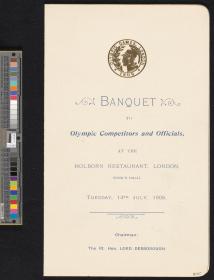 BANQUET
TO
Olympic Competitors and Officials,
AT THE
HOLBORN RESTAURANT, LONDON
TUESDAY, 14TH JULY, 1908.
Chairman:
The Rt. Hon. LORD DESBOROUGH